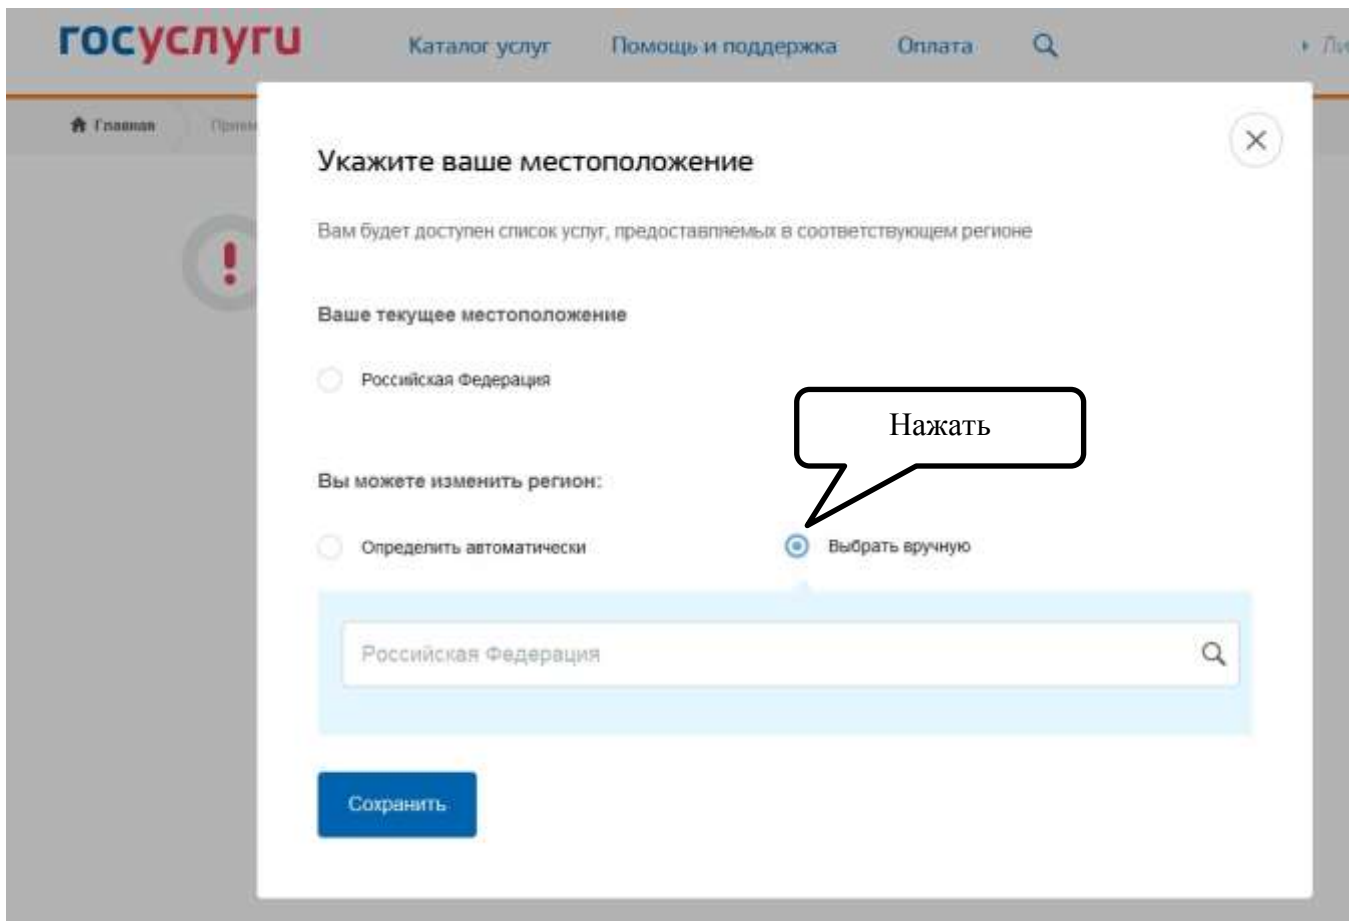 госуслуги Каталог услуг Помощь и поддержка Оплата
Главная
Укажите ваше местоположение
Вам будет доступен список услуг, предоставляемых в соответствующем регионе
Ваше текущее местоположение
Российская Федерация
Нажать
Вы можете изменить регион:
Определить автоматически Выбрать вручную
Российская Федерация
Сохранить